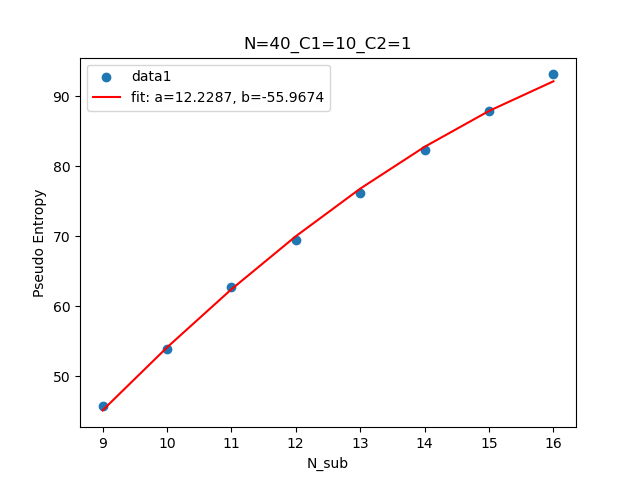 N=40_C1=10_C2=1
data1
fit: a=12.2287, b=-55.9674
Pseudo Entropy
90
80
70
60
50
9 10 11 12 13 14 15 16
N_sub